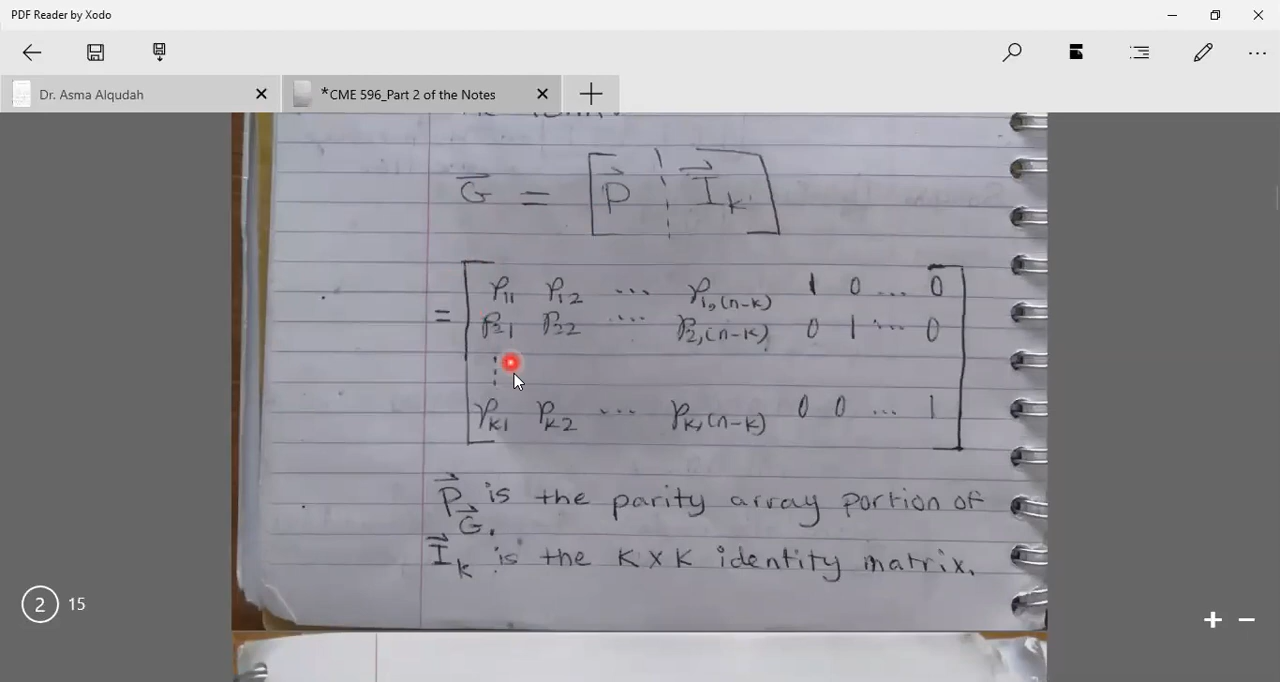 PDF Reader by Xodo
Dr. Asma Alqudah
*CME 596_Part 2 of the Notes
G = [P ¦ I_k]
= [ p11 p12 ... p1,(n-k) 1 0 ... 0
p21 p22 ... p2,(n-k) 0 1 ... 0
⋮
pk1 pk2 ... pk,(n-k) 0 0 ... 1 ]
P is the parity array portion of
G.
I_k is the K x K identity matrix.
2 15